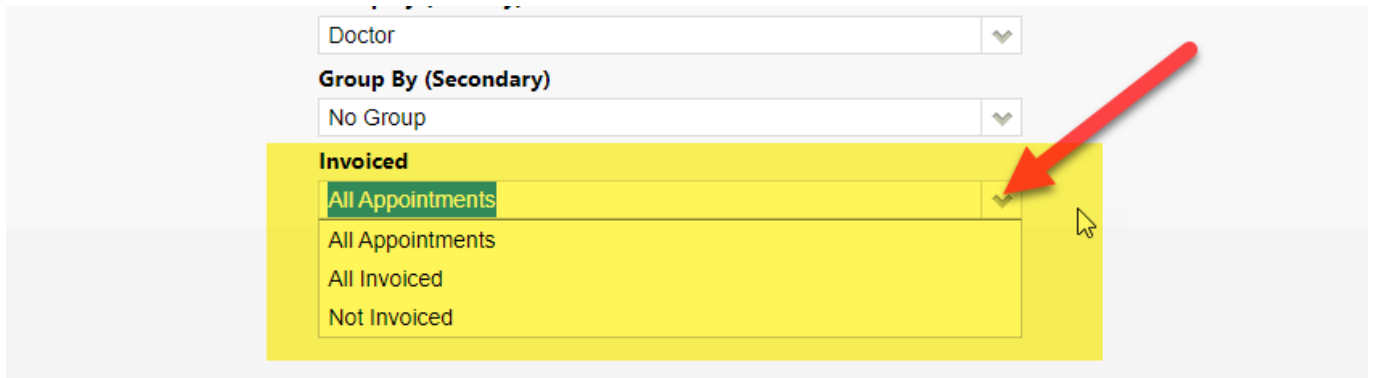 Doctor
Group By (Secondary)
No Group
Invoiced
All Appointments
All Appointments
All Invoiced
Not Invoiced